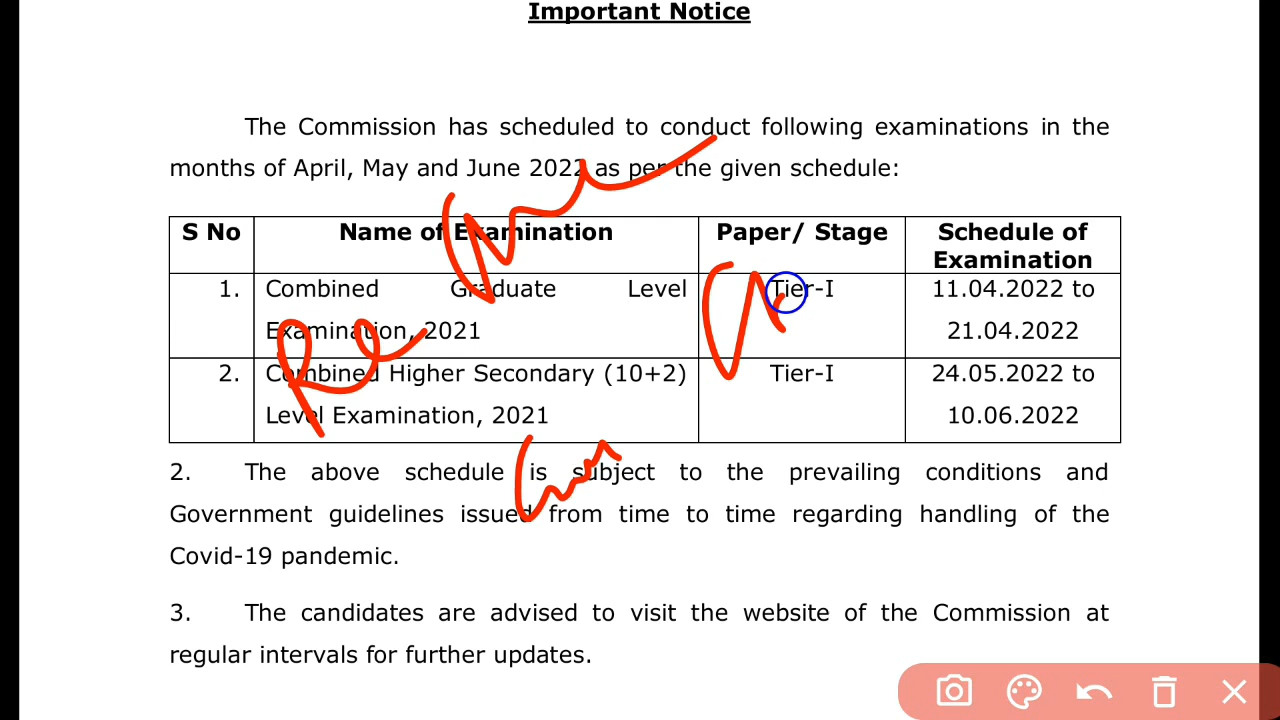 Important Notice
The Commission has scheduled to conduct following examinations in the
months of April, May and June 2022 as per the given schedule:
S No Name of Examination Paper/ Stage Schedule of Examination
1. Combined Graduate Level Examination, 2021 Tier-I 11.04.2022 to 21.04.2022
2. Combined Higher Secondary (10+2) Level Examination, 2021 Tier-I 24.05.2022 to 10.06.2022
2. The above schedule is subject to the prevailing conditions and
Government guidelines issued from time to time regarding handling of the
Covid-19 pandemic.
3. The candidates are advised to visit the website of the Commission at
regular intervals for further updates.